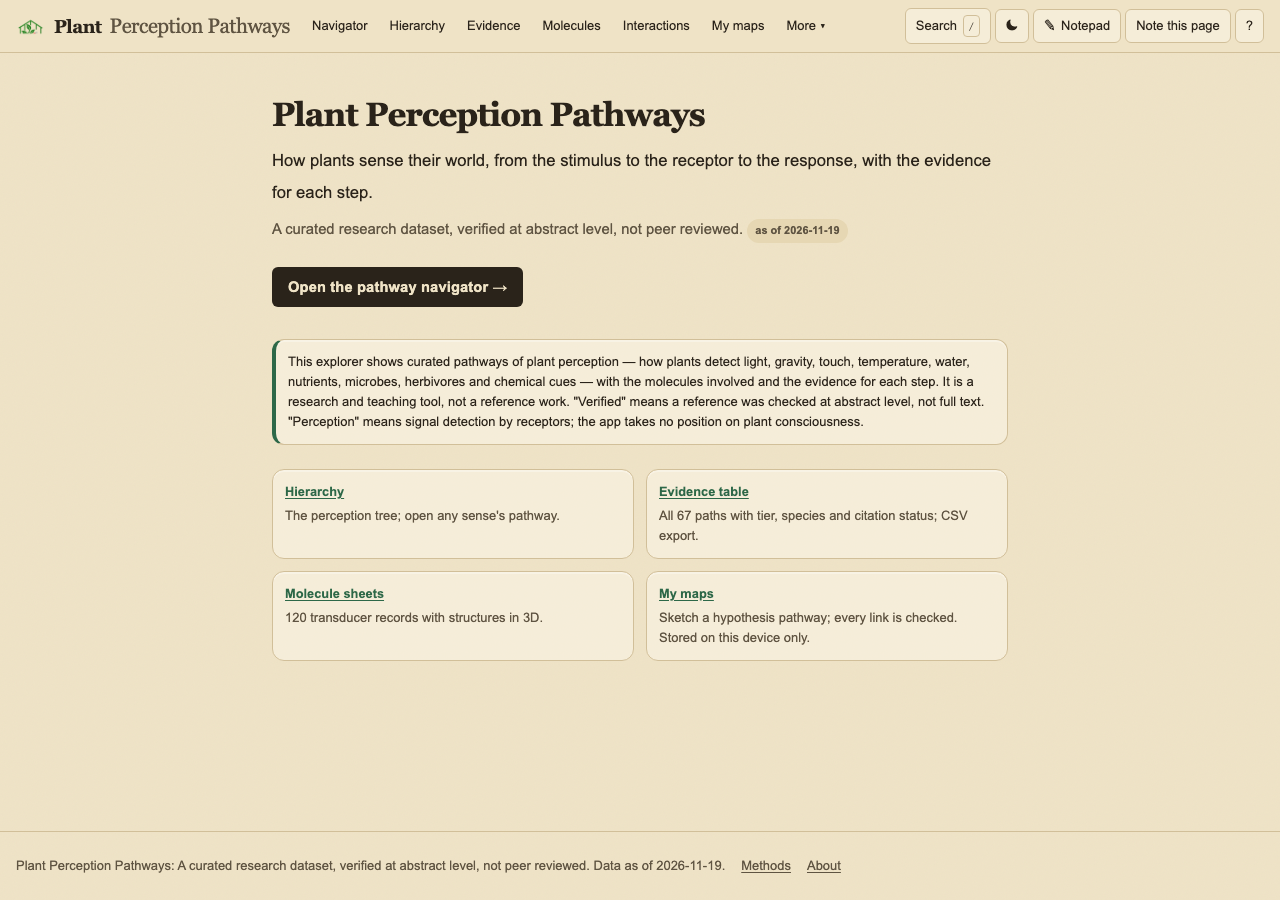 Plant Perception Pathways Navigator Hierarchy Evidence Molecules Interactions My maps More ▾ Search / ✎ Notepad Note this page ?
Plant Perception Pathways
How plants sense their world, from the stimulus to the receptor to the response, with the evidence
for each step.
A curated research dataset, verified at abstract level, not peer reviewed. as of 2026-11-19
Open the pathway navigator →
This explorer shows curated pathways of plant perception — how plants detect light, gravity, touch, temperature, water,
nutrients, microbes, herbivores and chemical cues — with the molecules involved and the evidence for each step. It is a
research and teaching tool, not a reference work. "Verified" means a reference was checked at abstract level, not full text.
"Perception" means signal detection by receptors; the app takes no position on plant consciousness.
Hierarchy
The perception tree; open any sense's pathway.
Evidence table
All 67 paths with tier, species and citation status; CSV
export.
Molecule sheets
120 transducer records with structures in 3D.
My maps
Sketch a hypothesis pathway; every link is checked.
Stored on this device only.
Plant Perception Pathways: A curated research dataset, verified at abstract level, not peer reviewed. Data as of 2026-11-19. Methods About